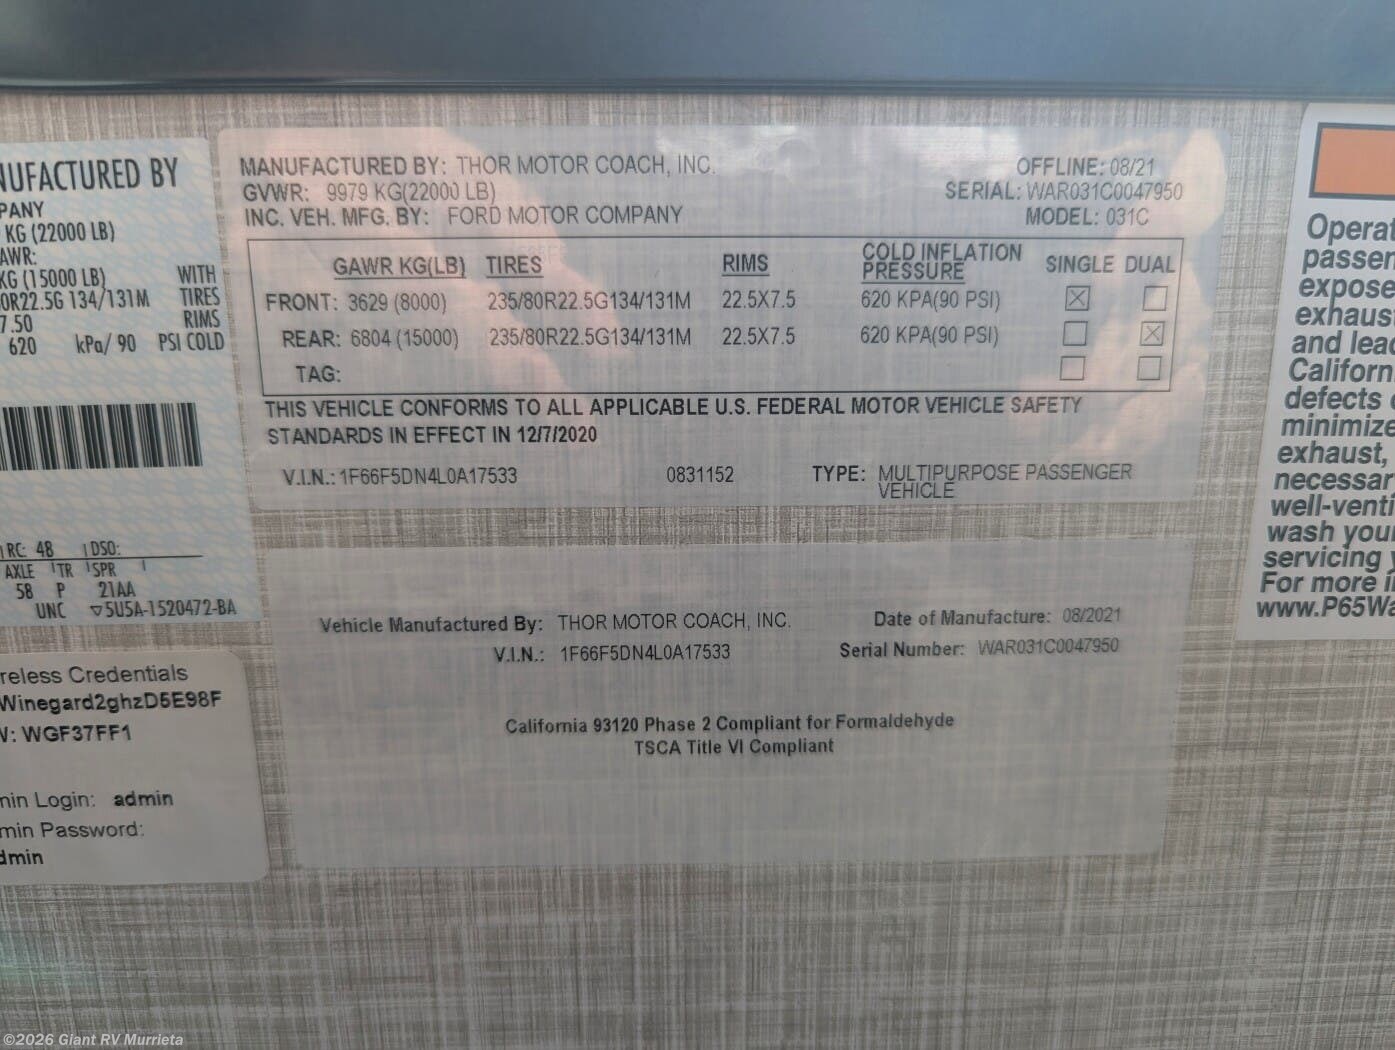 NUFACTURED BY
PANY
KG (22000 LB)
AWR:
KG (15000 LB) WITH
0R22.5G 134/131M TIRES
7.50 RIMS
620 kPa/ 90 PSI COLD
RC: 48 DSO:
AXLE TR SPR
58 P 21AA
UNC ▽5U5A-1520472-BA
reless Credentials
Winegard2ghzD5E98F
V: WGF37FF1
min Login: admin
min Password:
dmin
MANUFACTURED BY: THOR MOTOR COACH, INC. OFFLINE: 08/21
GVWR: 9979 KG(22000 LB) SERIAL: WAR031C0047950
INC. VEH. MFG. BY: FORD MOTOR COMPANY MODEL: 031C
GAWR KG(LB) TIRES RIMS COLD INFLATION PRESSURE SINGLE DUAL
FRONT: 3629 (8000) 235/80R22.5G134/131M 22.5X7.5 620 KPA(90 PSI) ☒ ☐
REAR: 6804 (15000) 235/80R22.5G134/131M 22.5X7.5 620 KPA(90 PSI) ☐ ☒
TAG: ☐ ☐
THIS VEHICLE CONFORMS TO ALL APPLICABLE U.S. FEDERAL MOTOR VEHICLE SAFETY
STANDARDS IN EFFECT IN 12/7/2020
V.I.N.: 1F66F5DN4L0A17533 0831152 TYPE: MULTIPURPOSE PASSENGER
VEHICLE
Vehicle Manufactured By: THOR MOTOR COACH, INC. Date of Manufacture: 08/2021
V.I.N.: 1F66F5DN4L0A17533 Serial Number: WAR031C0047950
California 93120 Phase 2 Compliant for Formaldehyde
TSCA Title VI Compliant
Operat
passen
expose
exhaust
and lead
Californ
defects
minimize
exhaust,
necessar
well-venti
wash your
servicing
For more i
www.P65Wa
©2026 Giant RV Murrieta